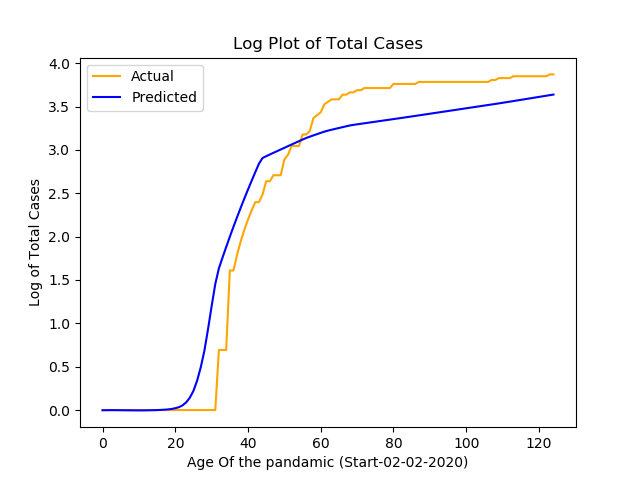 Log Plot of Total Cases
Actual
Predicted
Log of Total Cases
4.0
3.5
3.0
2.5
2.0
1.5
1.0
0.5
0.0
0 20 40 60 80 100 120
Age Of the pandamic (Start-02-02-2020)